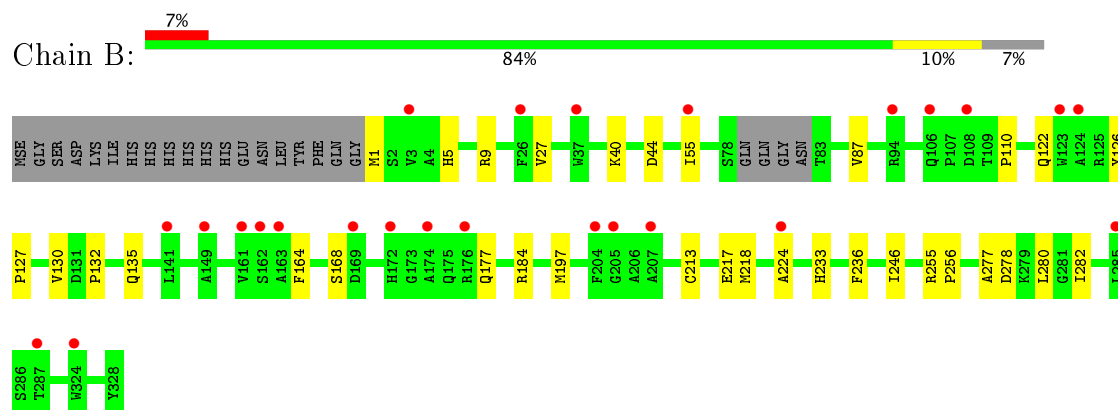 7%
Chain B:
84% 10% 7%
MSE GLY SER ASP LYS ILE HIS HIS HIS HIS HIS HIS GLU ASN LEU TYR PHE GLN GLY M1 S2 V3 A4 H5 R9 F26 V27 W37 K40 D44 I55 S78 GLN GLN GLY ASN T83 V87 R94 Q106 P107 D108 T109 P110 Q122 W123 A124 R125 Y126
P127 V130 D131 P132 Q135 L141 A149 V161 S162 A163 F164 S168 D169 H172 G173 A174 Q175 R176 Q177 R184 M197 F204 G205 A206 A207 C213 E217 M218 A224 H233 F236 I246 R255 P256 A277 D278 K279 L280 G281 I282
S286 T287 W324 Y328